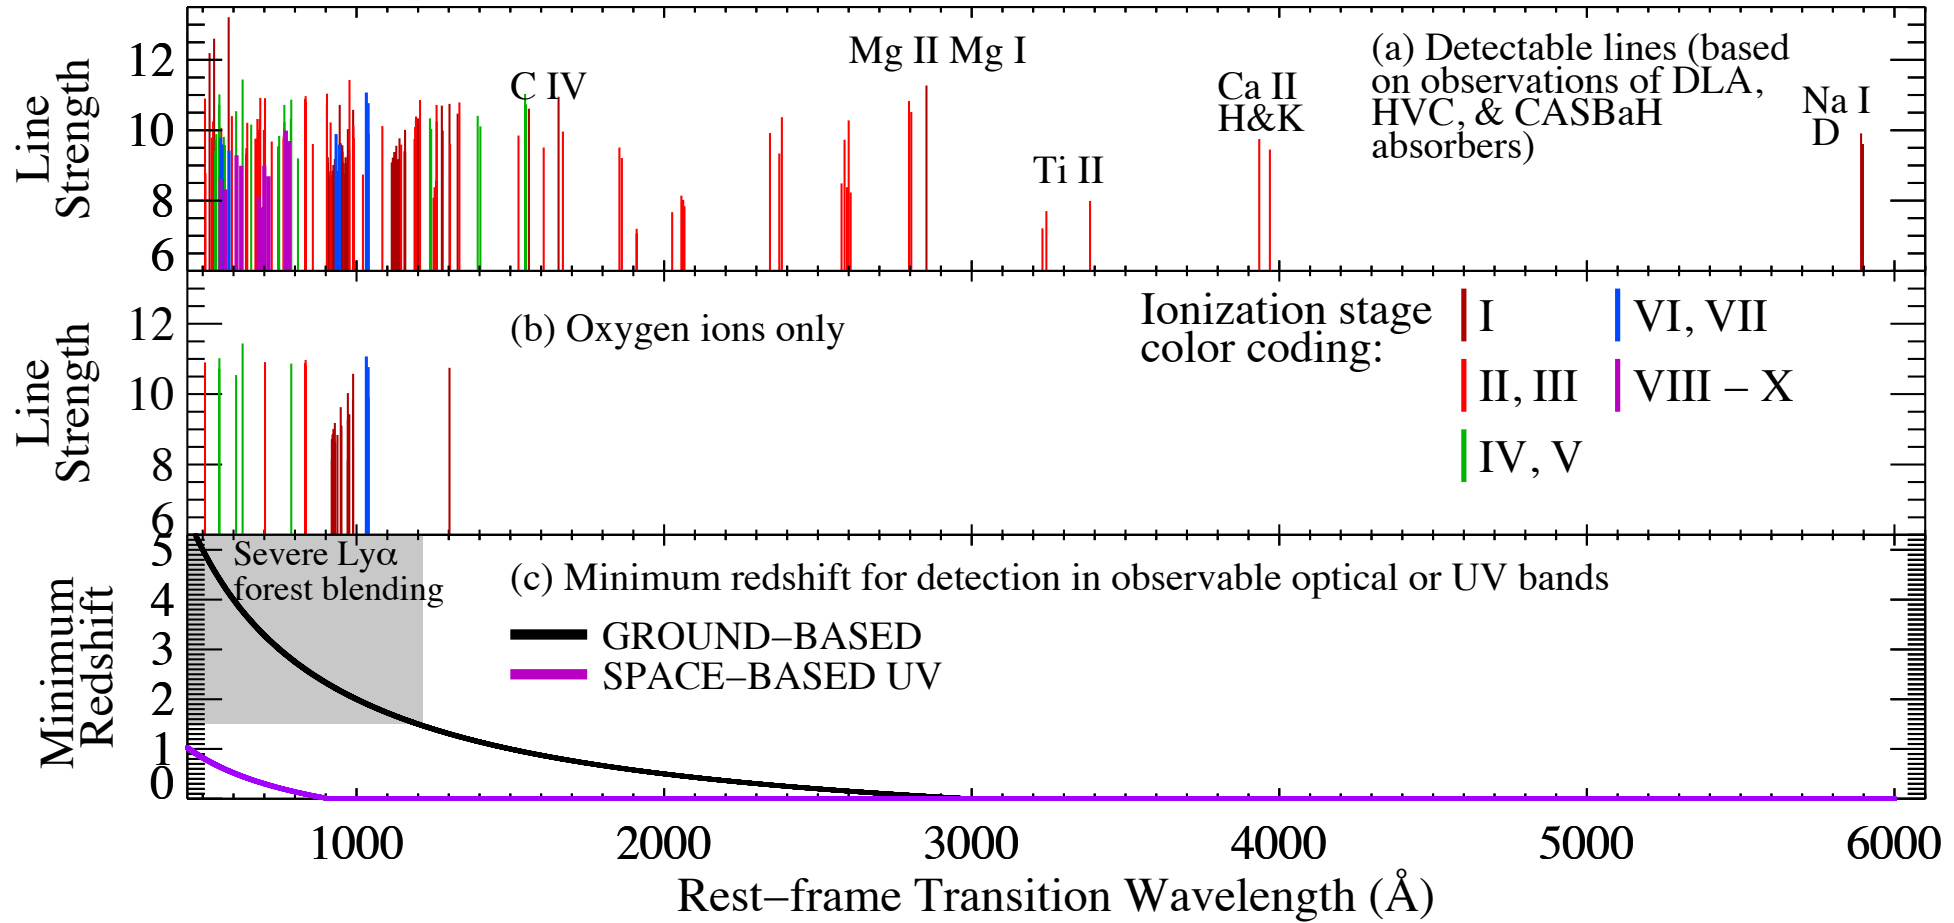 12
10
8
6
Line
Strength
C IV
Mg II Mg I
Ti II
Ca II
H&K
Na I
D
(a) Detectable lines (based
on observations of DLA,
HVC, & CASBaH
absorbers)
12
10
8
6
Line
Strength
(b) Oxygen ions only
Ionization stage
color coding:
I
II, III
IV, V
VI, VII
VIII – X
5
4
3
2
1
0
Minimum
Redshift
Severe Lyα
forest blending
(c) Minimum redshift for detection in observable optical or UV bands
GROUND–BASED
SPACE–BASED UV
1000 2000 3000 4000 5000 6000
Rest–frame Transition Wavelength (Å)